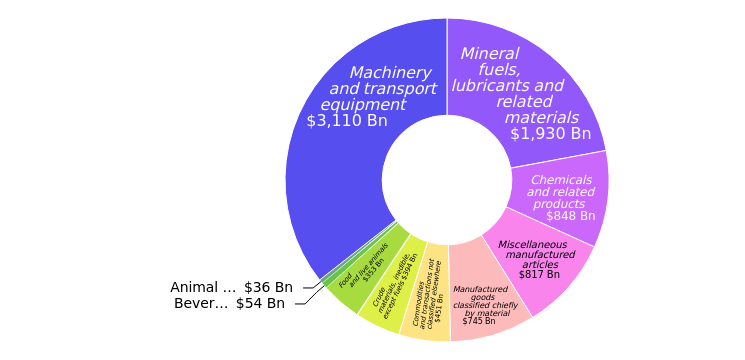 Machinery
and transport
equipment
$3,110 Bn
Mineral
fuels,
lubricants and
related
materials
$1,930 Bn
Chemicals
and related
products
$848 Bn
Miscellaneous
manufactured
articles
$817 Bn
Manufactured
goods
classified chiefly
by material
$745 Bn
Commodities
and transactions not
classified elsewhere
$451 Bn
Crude
materials, inedible,
except fuels $394 Bn
Food
and live animals
$353 Bn
Bever... $54 Bn
Animal ... $36 Bn